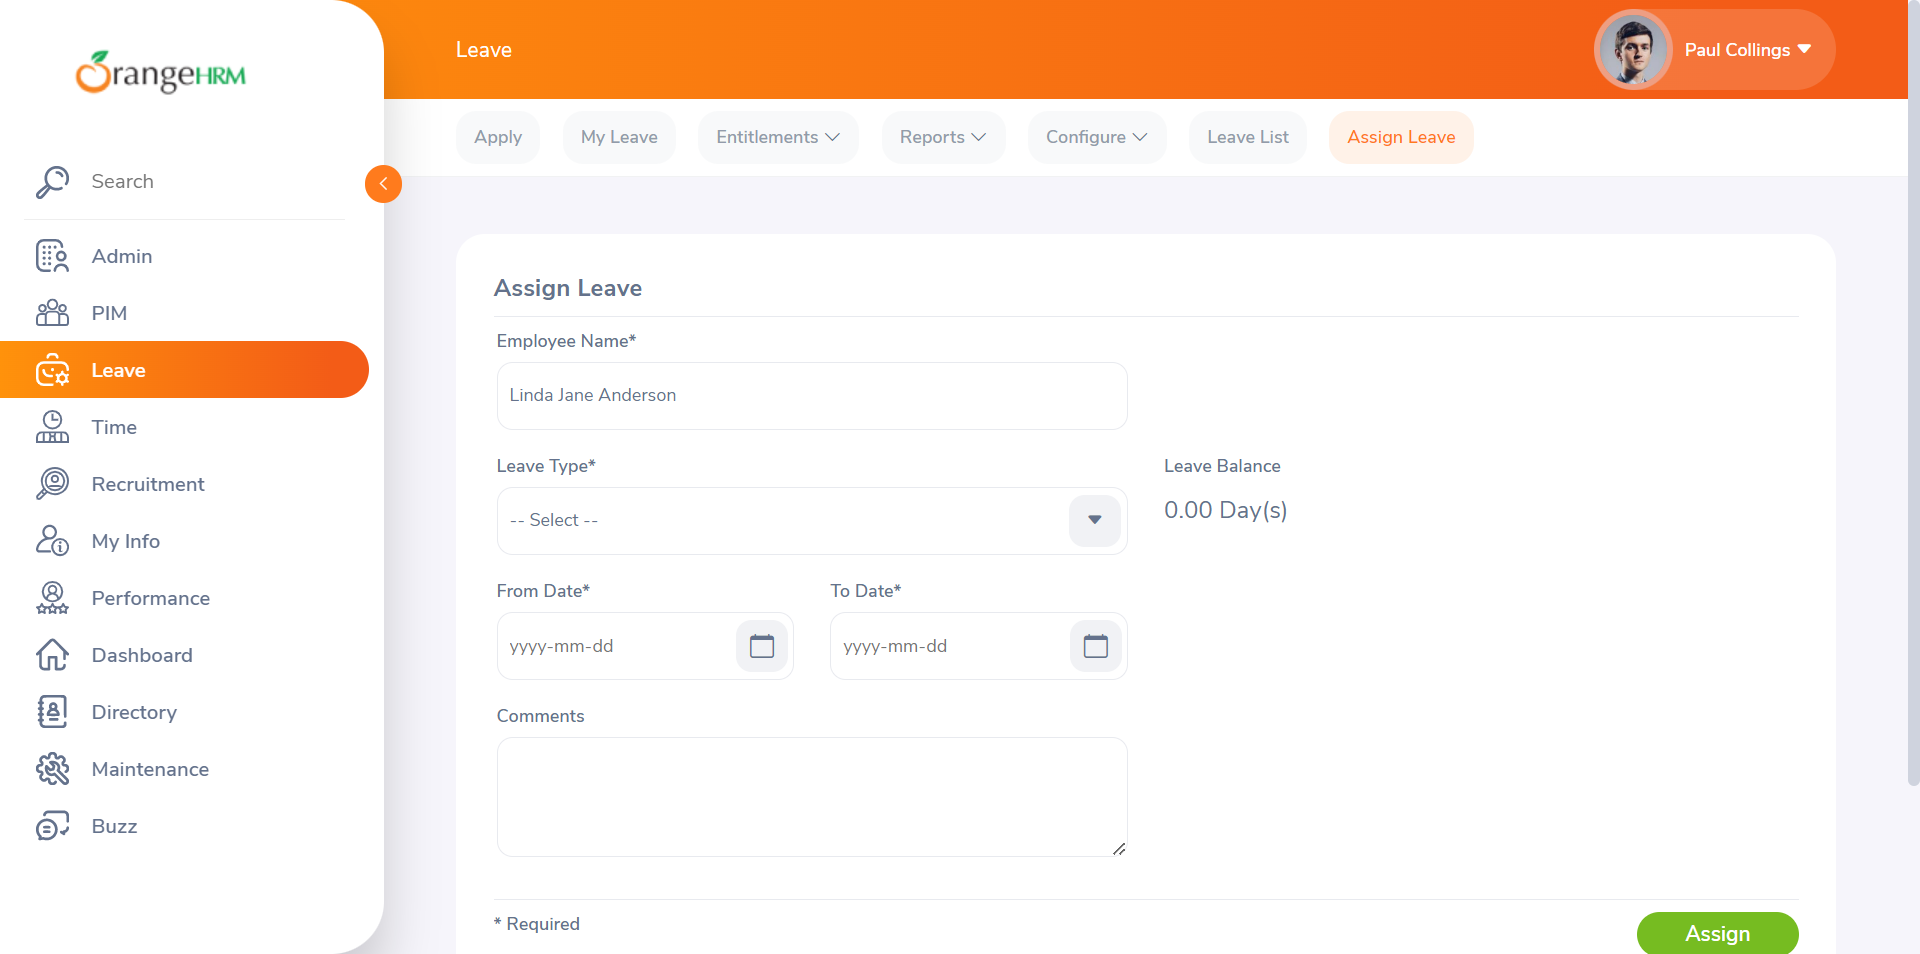 OrangeHRM
Search
Admin
PIM
Leave
Time
Recruitment
My Info
Performance
Dashboard
Directory
Maintenance
Buzz
Leave
Paul Collings
Apply
My Leave
Entitlements
Reports
Configure
Leave List
Assign Leave
Assign Leave
Employee Name*
Linda Jane Anderson
Leave Type*
-- Select --
Leave Balance
0.00 Day(s)
From Date*
yyyy-mm-dd
To Date*
yyyy-mm-dd
Comments
* Required
Assign